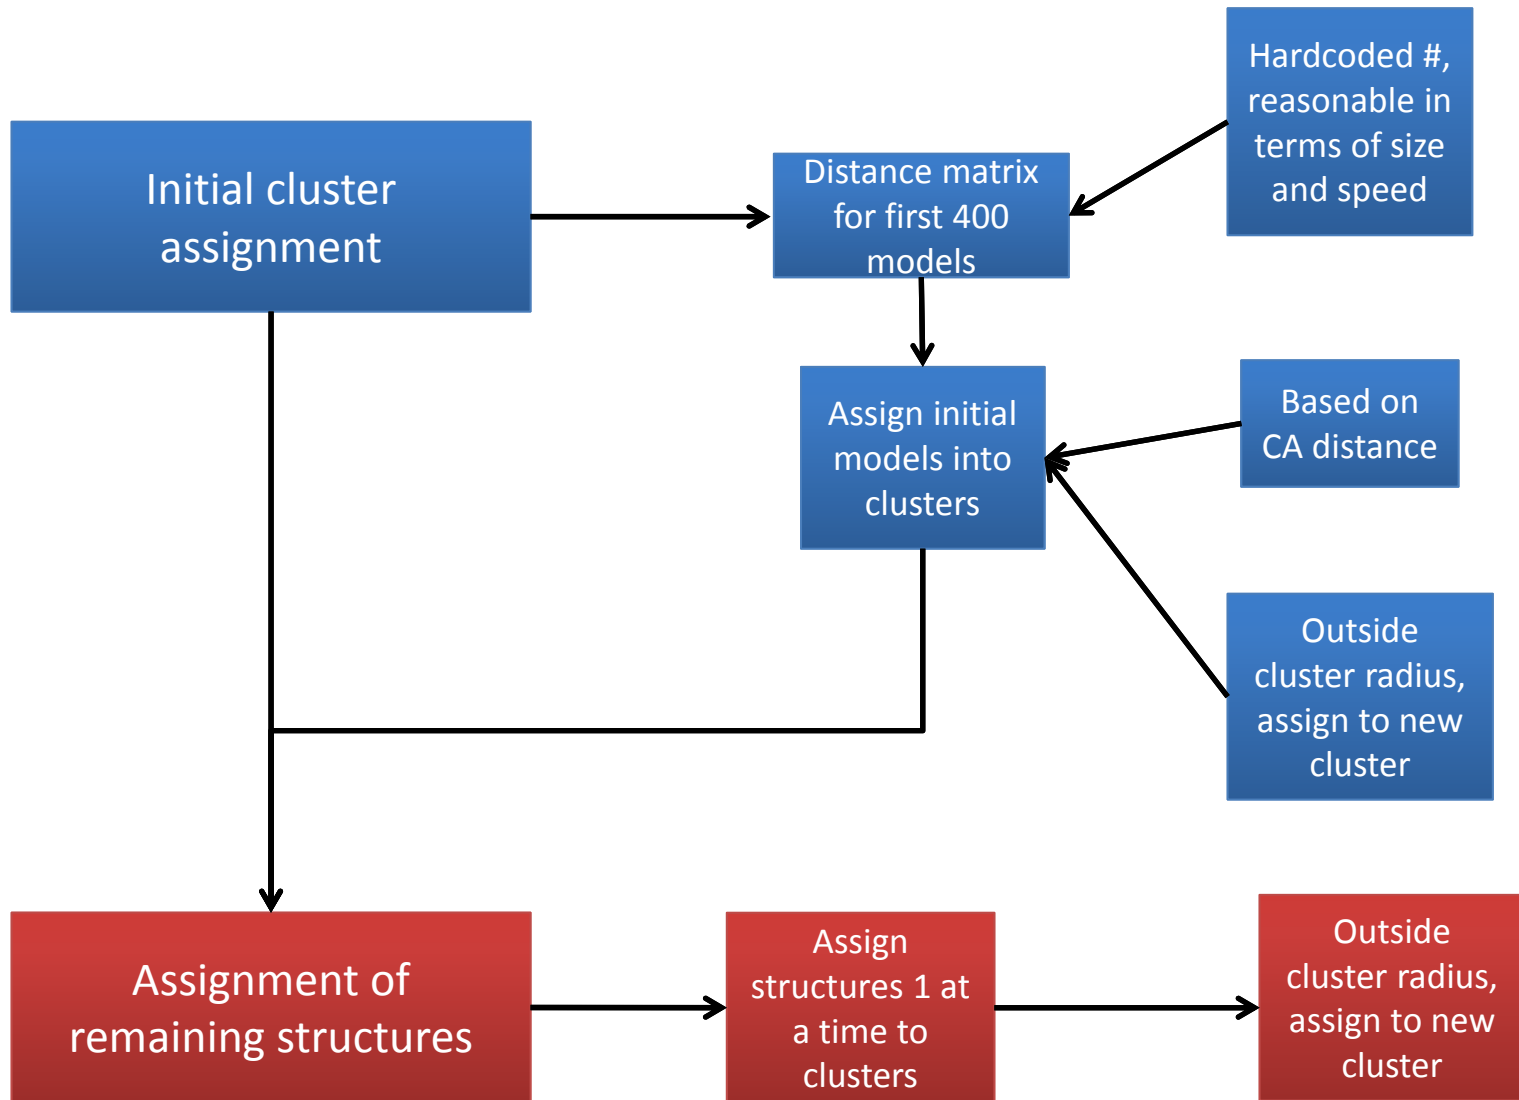 Hardcoded #,
reasonable in
terms of size
and speed
Initial cluster
assignment
Distance matrix
for first 400
models
Assign initial
models into
clusters
Based on
CA distance
Outside
cluster radius,
assign to new
cluster
Assignment of
remaining structures
Assign
structures 1 at
a time to
clusters
Outside
cluster radius,
assign to new
cluster